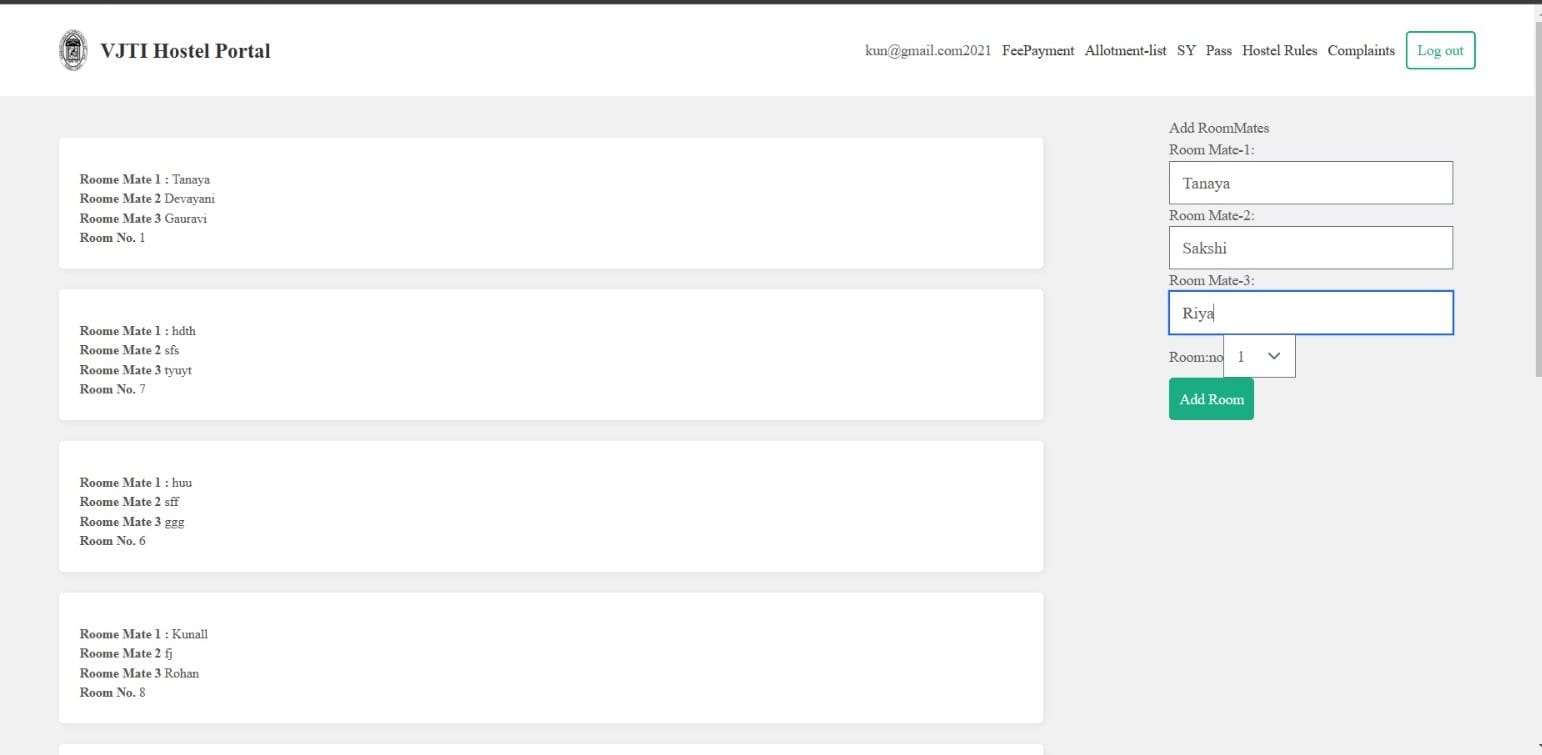 VJTI Hostel Portal
kun@gmail.com2021 FeePayment Allotment-list SY Pass Hostel Rules Complaints Log out
Roome Mate 1 : Tanaya
Roome Mate 2 Devayani
Roome Mate 3 Gauravi
Room No. 1
Roome Mate 1 : hdth
Roome Mate 2 sfs
Roome Mate 3 tyuyt
Room No. 7
Roome Mate 1 : huu
Roome Mate 2 sff
Roome Mate 3 ggg
Room No. 6
Roome Mate 1 : Kunall
Roome Mate 2 fj
Roome Mate 3 Rohan
Room No. 8
Add RoomMates
Room Mate-1:
Tanaya
Room Mate-2:
Sakshi
Room Mate-3:
Riya
Room:no 1
Add Room